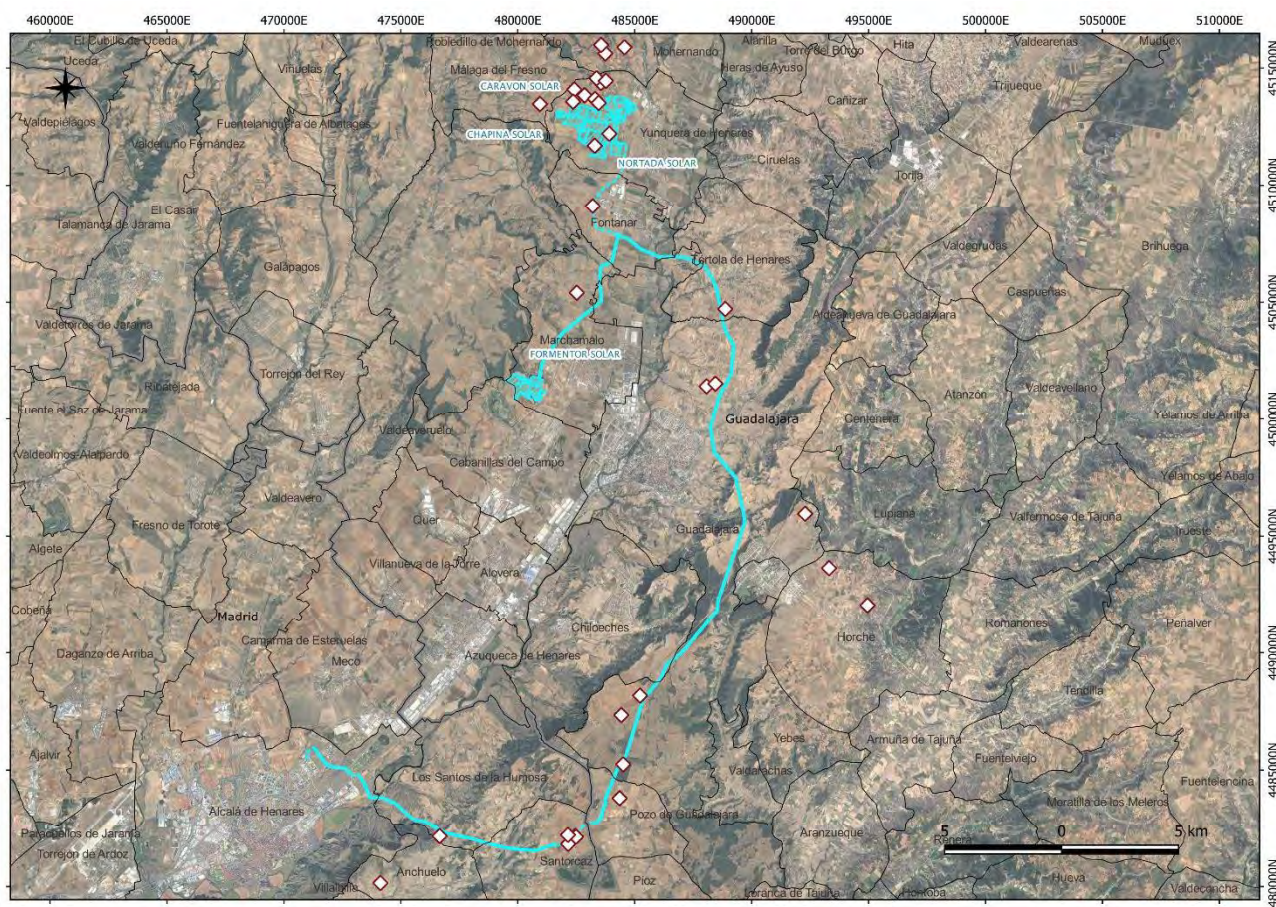 460000E 465000E 470000E 475000E 480000E 485000E 490000E 495000E 500000E 505000E 510000E
El Cubillo de Uceda
Robledillo de Mohernando
Alarilla
Hita
Valdearenas
Muduex
Uceda
Viñuelas
Málaga del Fresno
Mohernando
Torre del Burgo
Heras de Ayuso
Trijueque
4515000N
CARAVON SOLAR
Cañizar
Valdepiélagos
Fuentelahiguera de Albatages
Valdenuño Fernández
CHAPINA SOLAR
Yunquera de Henares
NORTADA SOLAR
Ciruelas
Torija
4510000N
El Casar
Talamanca de Jarama
Fontanar
Valdegrudas
Brihuega
Galápagos
Tórtola de Henares
Caspueñas
4505000N
Valdetorres de Jarama
Aldeanueva de Guadalajara
Marchamalo
FORMENTOR SOLAR
Torrejón del Rey
Ribatejada
Valdeavellano
Atanzón
Fuente el Saz de Jarama
Yélamos de Arriba
4500000N
Guadalajara
Centenera
Valdeaveruelo
Valdeolmos-Alalpardo
Cabanillas del Campo
Yélamos de Abajo
Valdeavero
Quer
Lupiana
Valfermoso de Tajuña
Fresno de Torote
Guadalajara
Irueste
4495000N
Algete
Villanueva de la Torre
Alovera
Cobeña
Madrid
Camarma de Esteruelas
Chiloeches
Horche
Romanones
Peñalver
4490000N
Daganzo de Arriba
Meco
Azuqueca de Henares
Tendilla
Ajalvir
Yebes
Armuña de Tajuña
Fuentelviejo
Los Santos de la Humosa
Valdarachas
Fuentelencina
4485000N
Alcalá de Henares
Pozo de Guadalajara
Moratilla de los Meleros
Paracuellos de Jarama
Aranzueque
Renera
Torrejón de Ardoz
5 0 5 km
Santorcaz
Anchuelo
Pioz
Hueva
Villalbilla
Loranca de Tajuña
Hontoba
Valdeconcha
4480000N